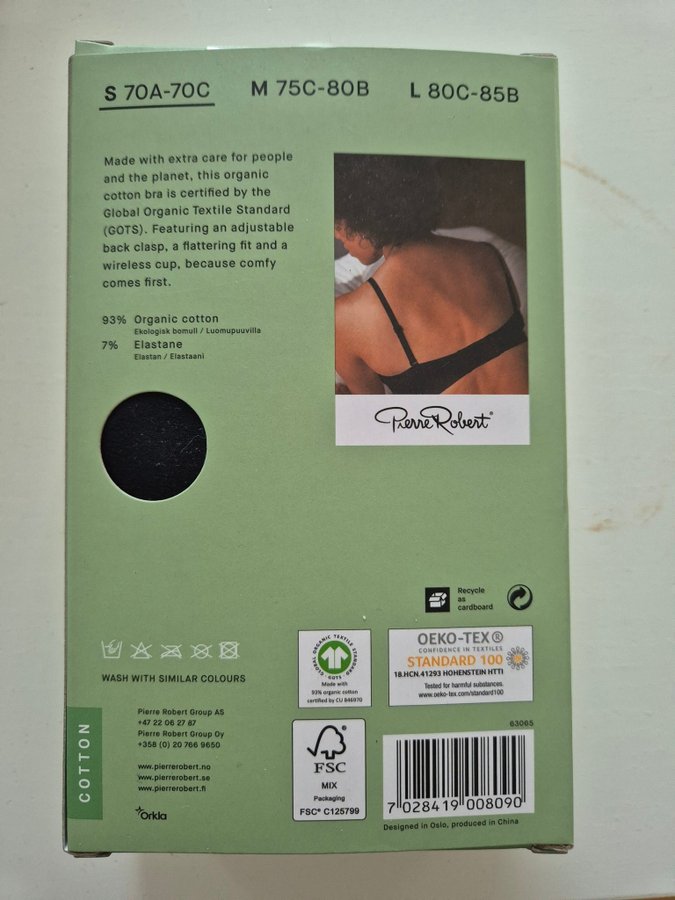 S 70A-70C
M 75C-80B
L 80C-85B
Made with extra care for people
and the planet, this organic
cotton bra is certified by the
Global Organic Textile Standard
(GOTS). Featuring an adjustable
back clasp, a flattering fit and a
wireless cup, because comfy
comes first.
93% Organic cotton
Ekologisk bomull / Luomupuuvilla
7% Elastane
Elastan / Elastaani
Pierre Robert®
Recycle
as
cardboard
WASH WITH SIMILAR COLOURS
GLOBAL ORGANIC TEXTILE STANDARD
GOTS
Made with
93% organic cotton
certified by CU 846970
OEKO-TEX®
CONFIDENCE IN TEXTILES
STANDARD 100
18.HCN.41293 HOHENSTEIN HTTI
Tested for harmful substances.
www.oeko-tex.com/standard100
COTTON
Pierre Robert Group AS
+47 22 06 27 87
Pierre Robert Group Oy
+358 (0) 20 766 9650
www.pierrerobert.no
www.pierrerobert.se
www.pierrerobert.fi
Orkla
FSC
MIX
Packaging
FSC® C125799
63065
7 028419 008090
Designed in Oslo, produced in China